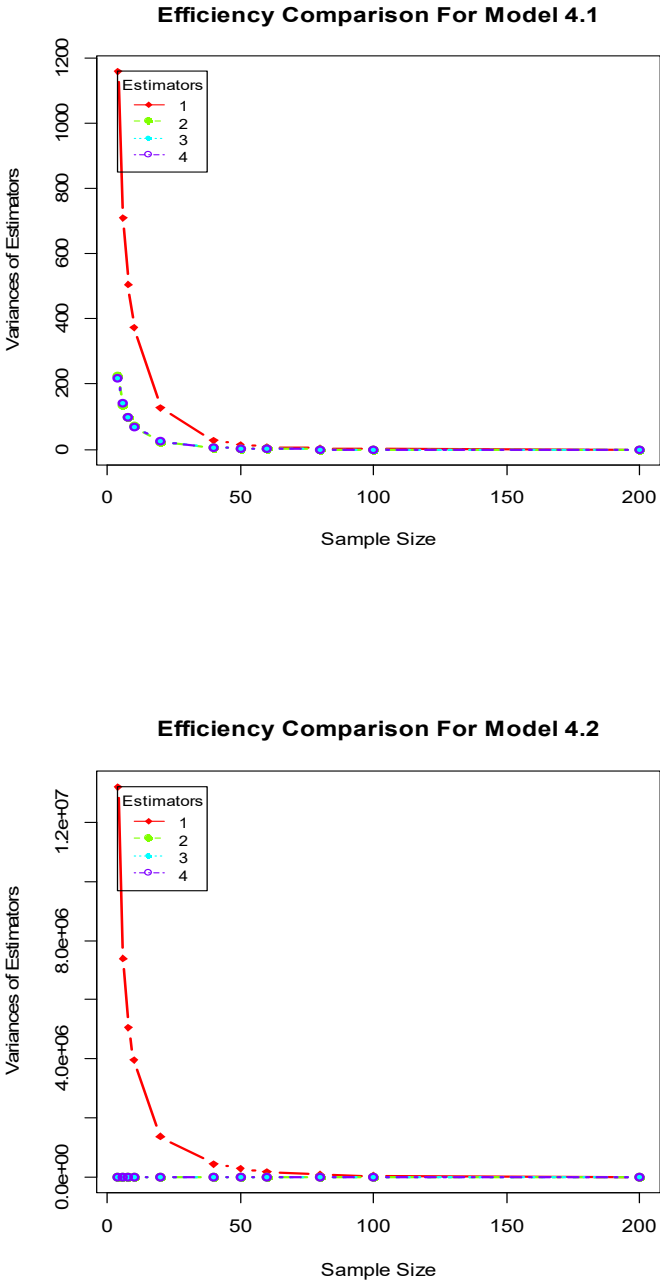 Efficiency Comparison For Model 4.1
Variances of Estimators
1200
1000
800
600
400
200
0
Estimators
1
2
3
4
0 50 100 150 200
Sample Size
Efficiency Comparison For Model 4.2
Variances of Estimators
1.2e+07
8.0e+06
4.0e+06
0.0e+00
Estimators
1
2
3
4
0 50 100 150 200
Sample Size